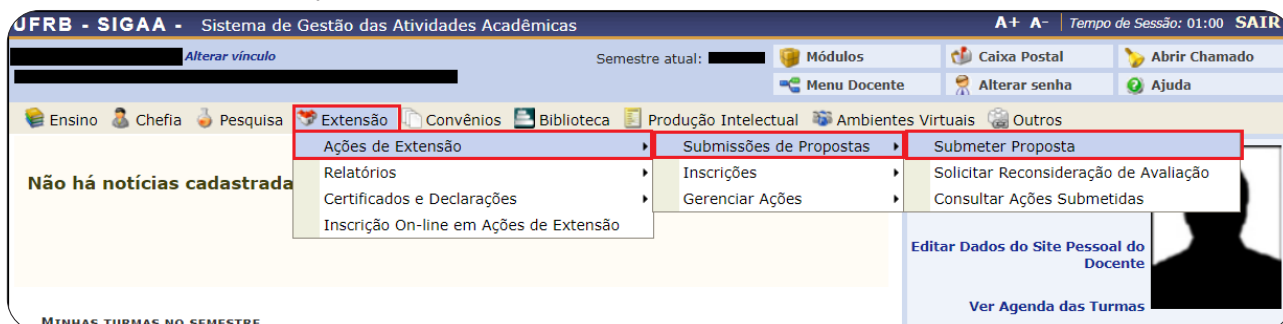 UFRB - SIGAA - Sistema de Gestão das Atividades Acadêmicas A+ A- | Tempo de Sessão: 01:00 SAIR
Alterar vínculo Semestre atual: Módulos Caixa Postal Abrir Chamado
Menu Docente Alterar senha Ajuda
Ensino Chefia Pesquisa Extensão Convênios Biblioteca Produção Intelectual Ambientes Virtuais Outros
Ações de Extensão Submissões de Propostas Submeter Proposta
Relatórios Inscrições Solicitar Reconsideração de Avaliação
Não há notícias cadastrada
Certificados e Declarações Gerenciar Ações Consultar Ações Submetidas
Inscrição On-line em Ações de Extensão
Editar Dados do Site Pessoal do
Docente
Ver Agenda das Turmas
MINHAS TURMAS NO SEMESTRE